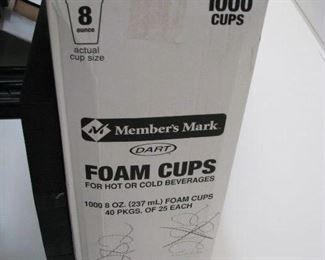 8
ounce
actual
cup size
1000
CUPS
Member's Mark
DART
FOAM CUPS
FOR HOT OR COLD BEVERAGES
1000 8 OZ. (237 mL) FOAM CUPS
40 PKGS. OF 25 EACH